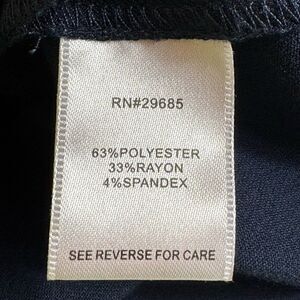 RN#29685
63%POLYESTER
33%RAYON
4%SPANDEX
SEE REVERSE FOR CARE